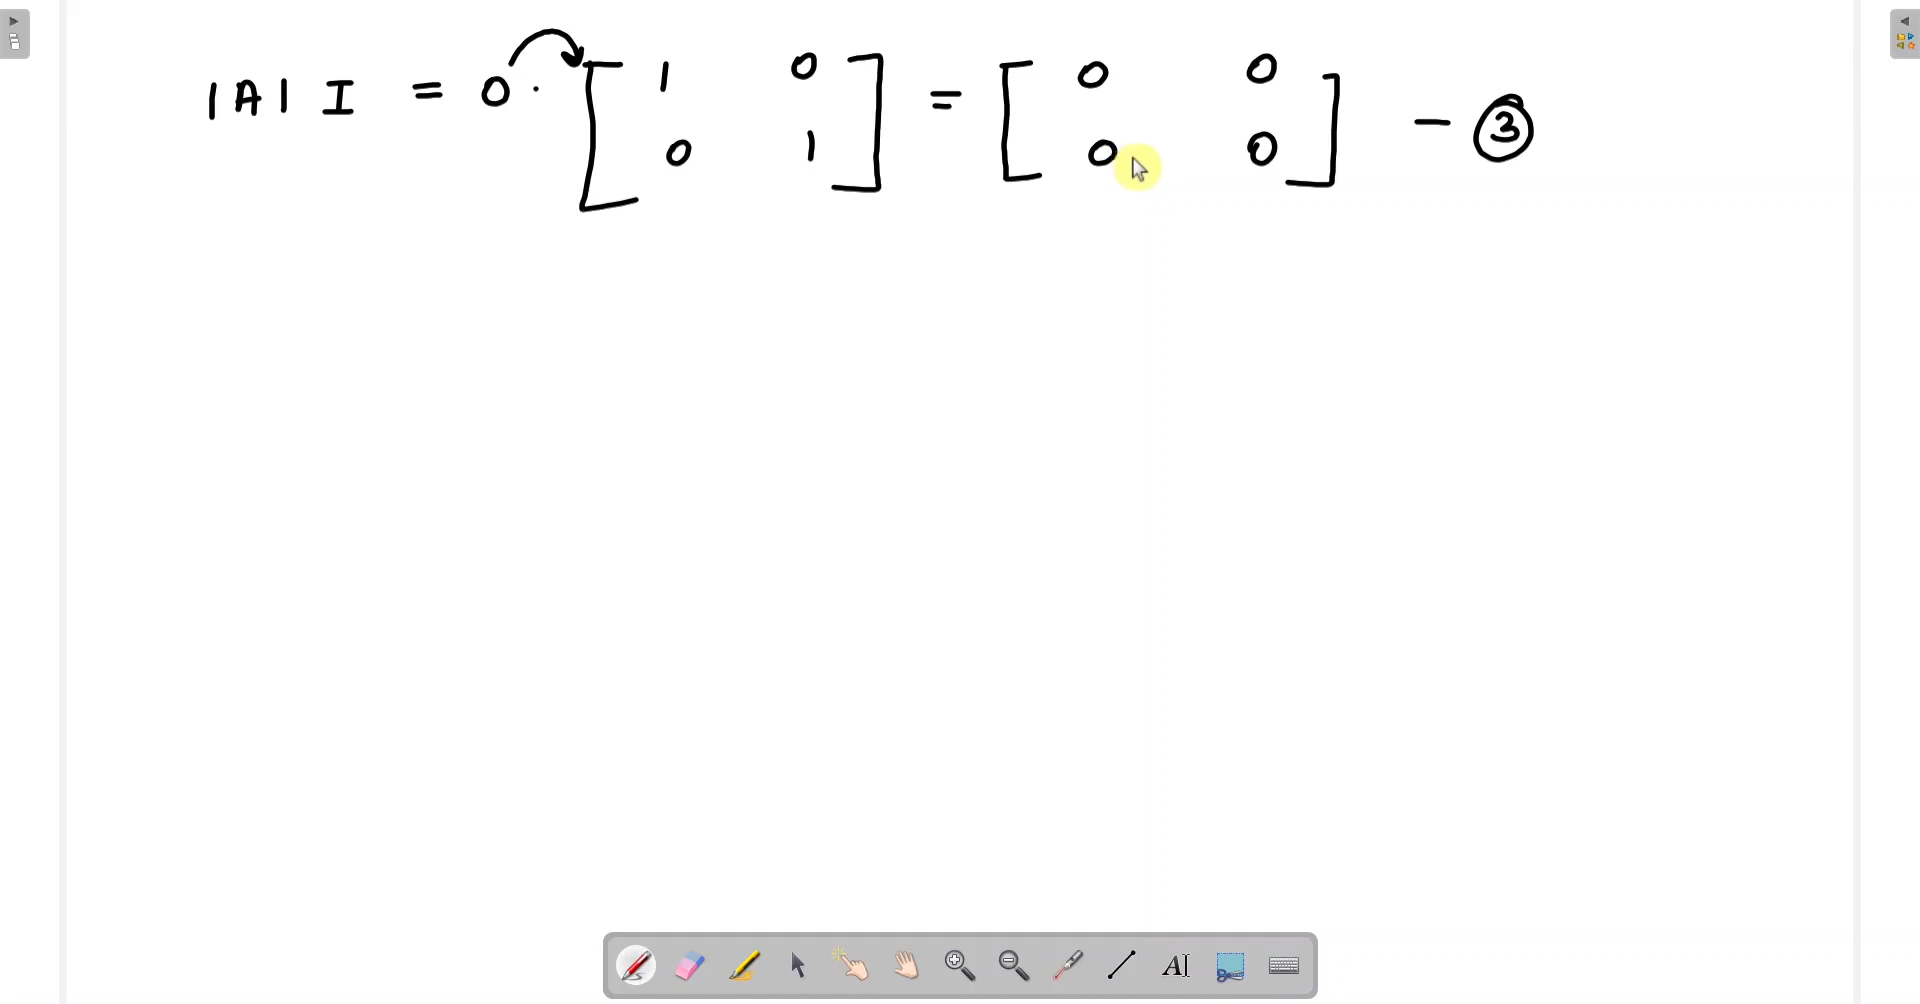 |A| I = 0 · [ 1 0 ] = [ 0 0 ] - ③
[ 0 1 ] [ 0 0 ]